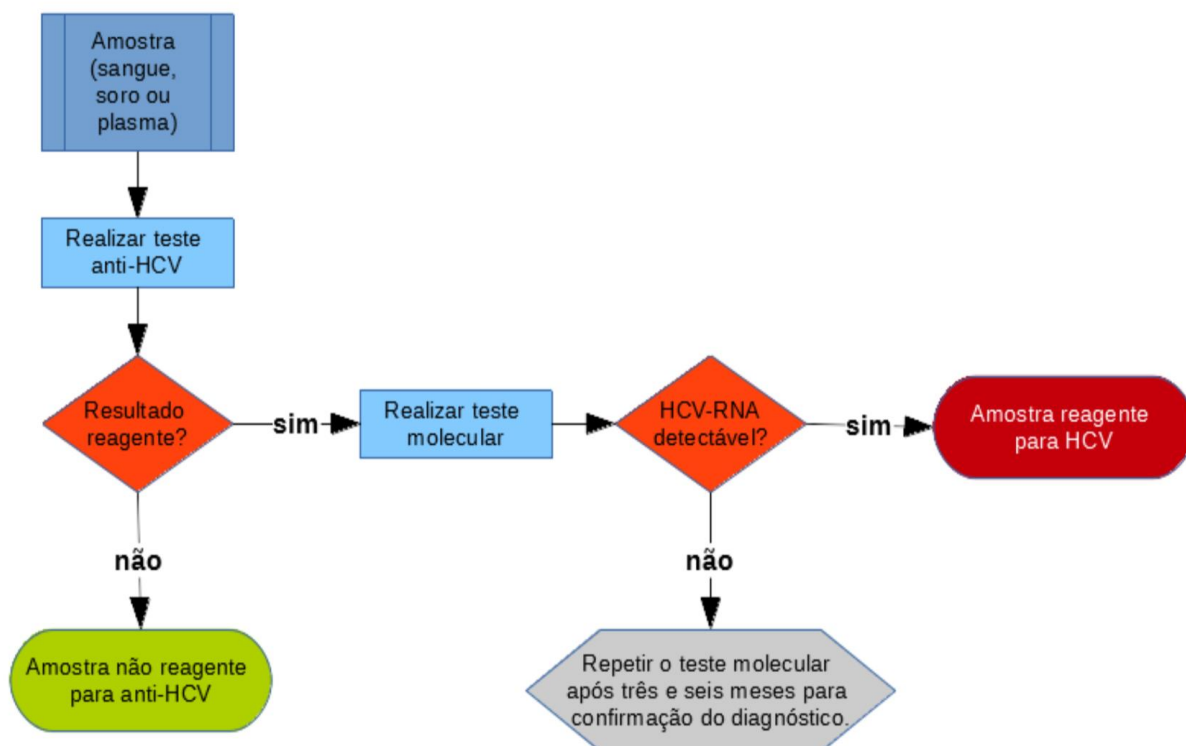 Amostra
(sangue,
soro ou
plasma)
Realizar teste
anti-HCV
Resultado
reagente?
sim
Realizar teste
molecular
HCV-RNA
detectável?
sim
Amostra reagente
para HCV
não
não
Amostra não reagente
para anti-HCV
Repetir o teste molecular
após três e seis meses para
confirmação do diagnóstico.